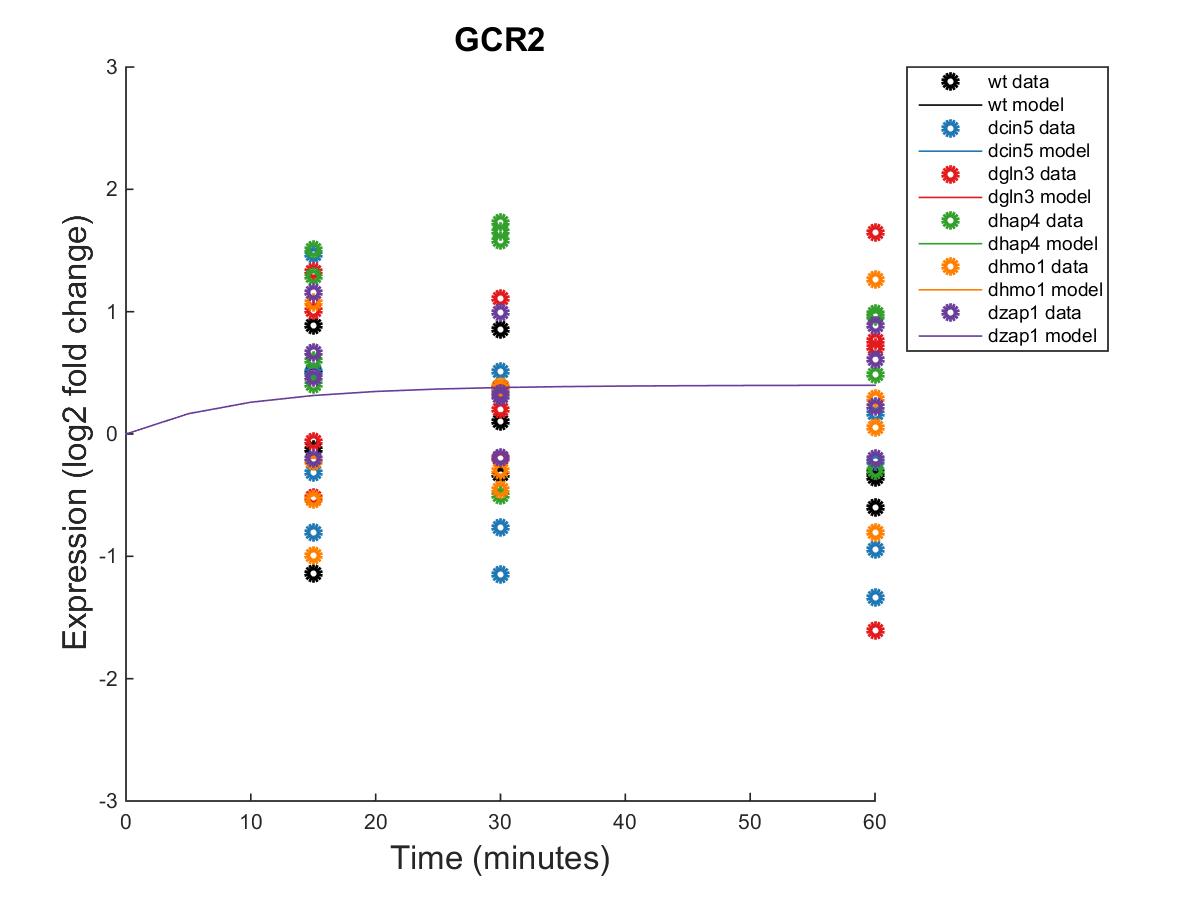 GCR2
3
2
1
0
-1
-2
-3
Expression (log2 fold change)
0 10 20 30 40 50 60
Time (minutes)
wt data
wt model
dcin5 data
dcin5 model
dgln3 data
dgln3 model
dhap4 data
dhap4 model
dhmo1 data
dhmo1 model
dzap1 data
dzap1 model